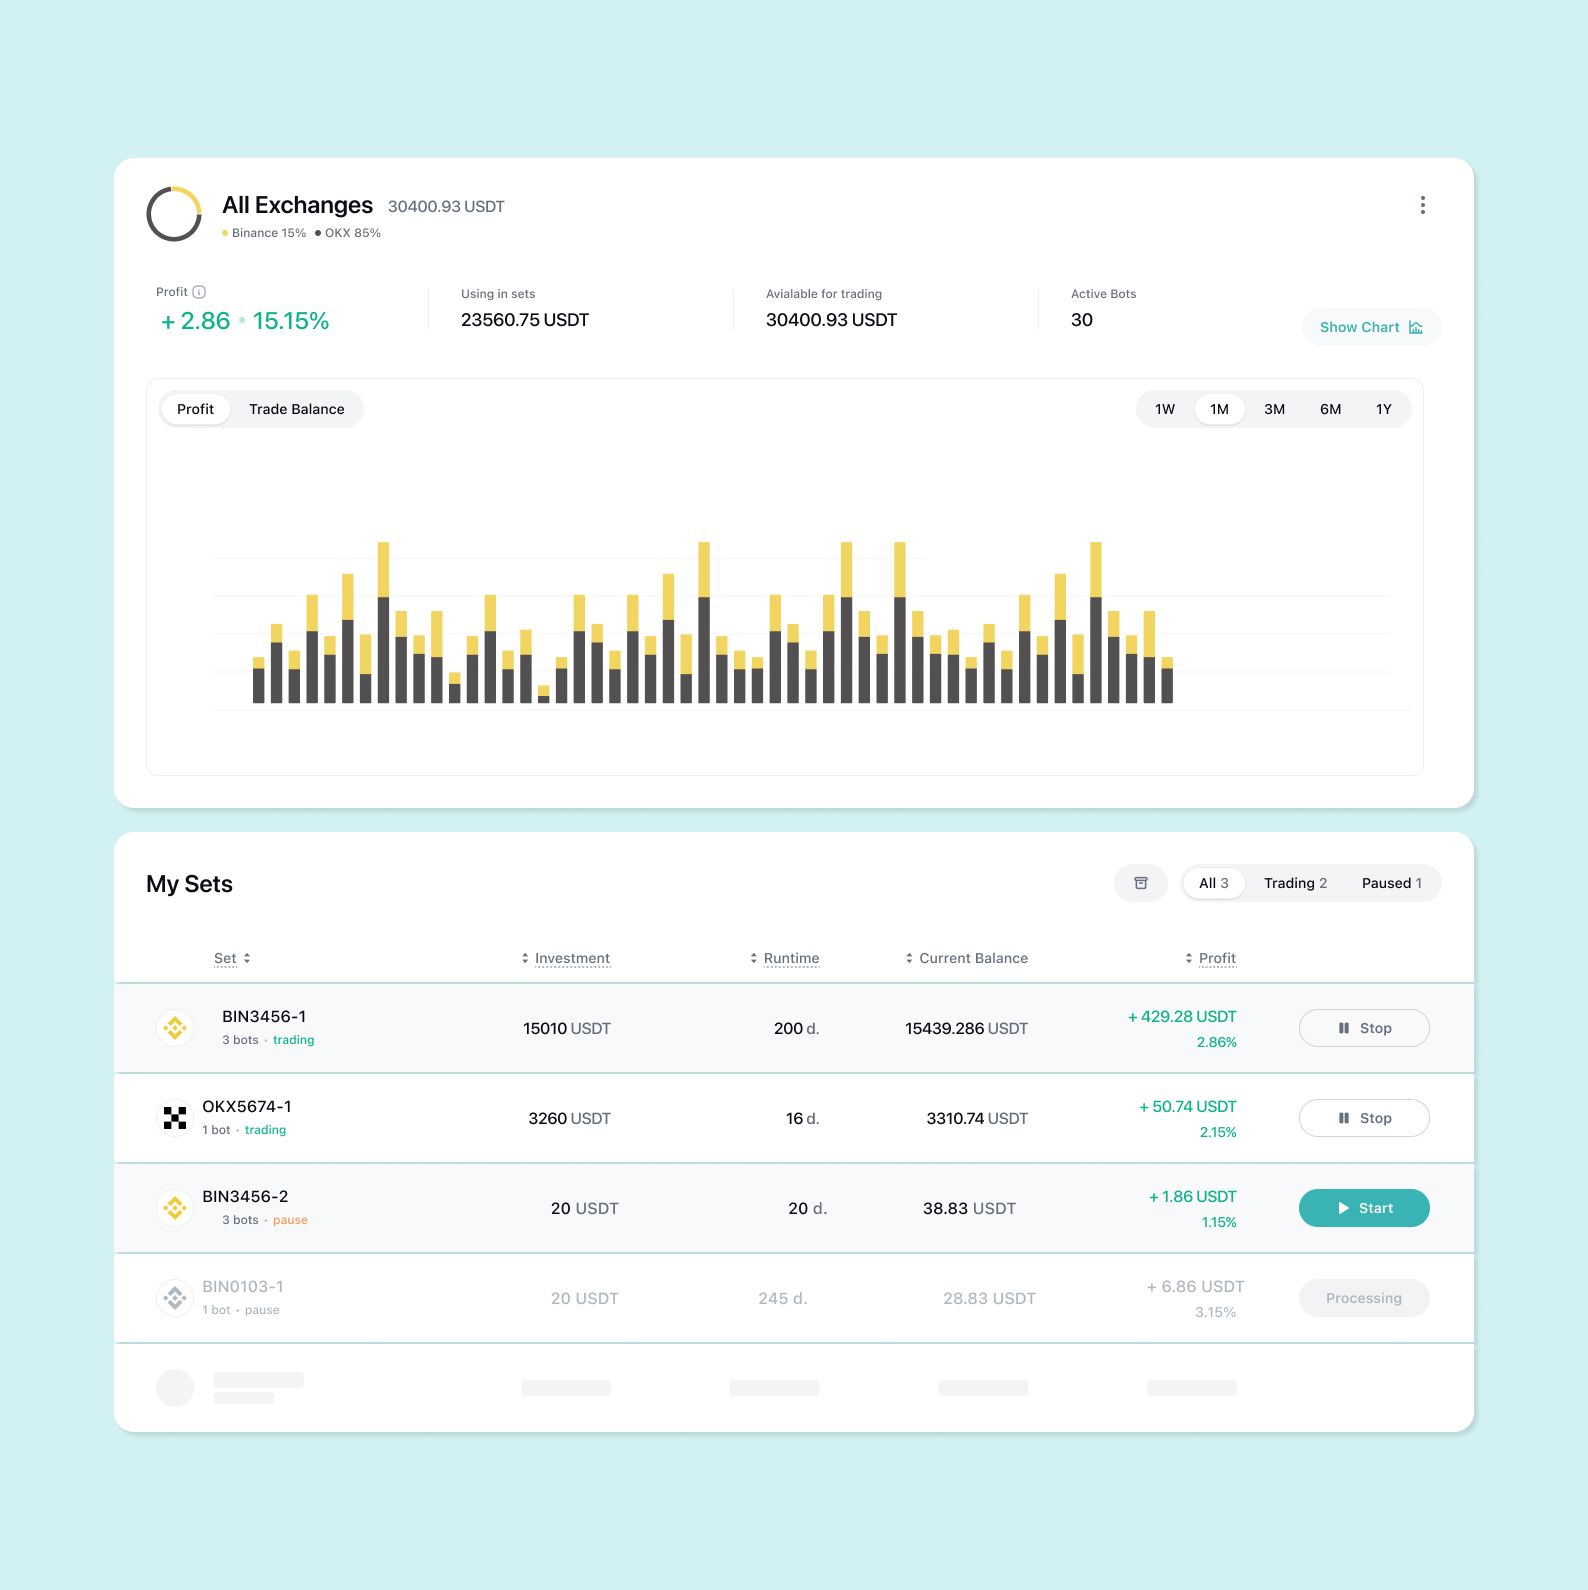 All Exchanges 30400.93 USDT
Binance 15% OKX 85%
Profit
+ 2.86 • 15.15%
Using in sets
23560.75 USDT
Avialable for trading
30400.93 USDT
Active Bots
30
Show Chart
Profit Trade Balance 1W 1M 3M 6M 1Y
My Sets All 3 Trading 2 Paused 1
Set Investment Runtime Current Balance Profit
BIN3456-1
3 bots · trading
15010 USDT
200 d.
15439.286 USDT
+ 429.28 USDT
2.86%
Stop
OKX5674-1
1 bot · trading
3260 USDT
16 d.
3310.74 USDT
+ 50.74 USDT
2.15%
Stop
BIN3456-2
3 bots · pause
20 USDT
20 d.
38.83 USDT
+ 1.86 USDT
1.15%
Start
BIN0103-1
1 bot · pause
20 USDT
245 d.
28.83 USDT
+ 6.86 USDT
3.15%
Processing